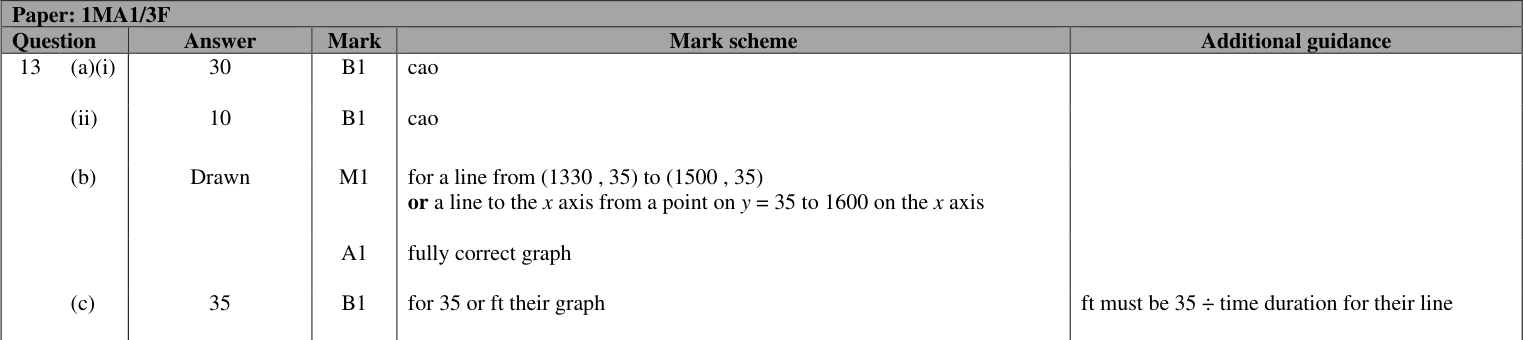 Paper: 1MA1/3F
Question Answer Mark Mark scheme Additional guidance
13 (a)(i) 30 B1 cao
(ii) 10 B1 cao
(b) Drawn M1 for a line from (1330 , 35) to (1500 , 35)
or a line to the x axis from a point on y = 35 to 1600 on the x axis
A1 fully correct graph
(c) 35 B1 for 35 or ft their graph ft must be 35 ÷ time duration for their line